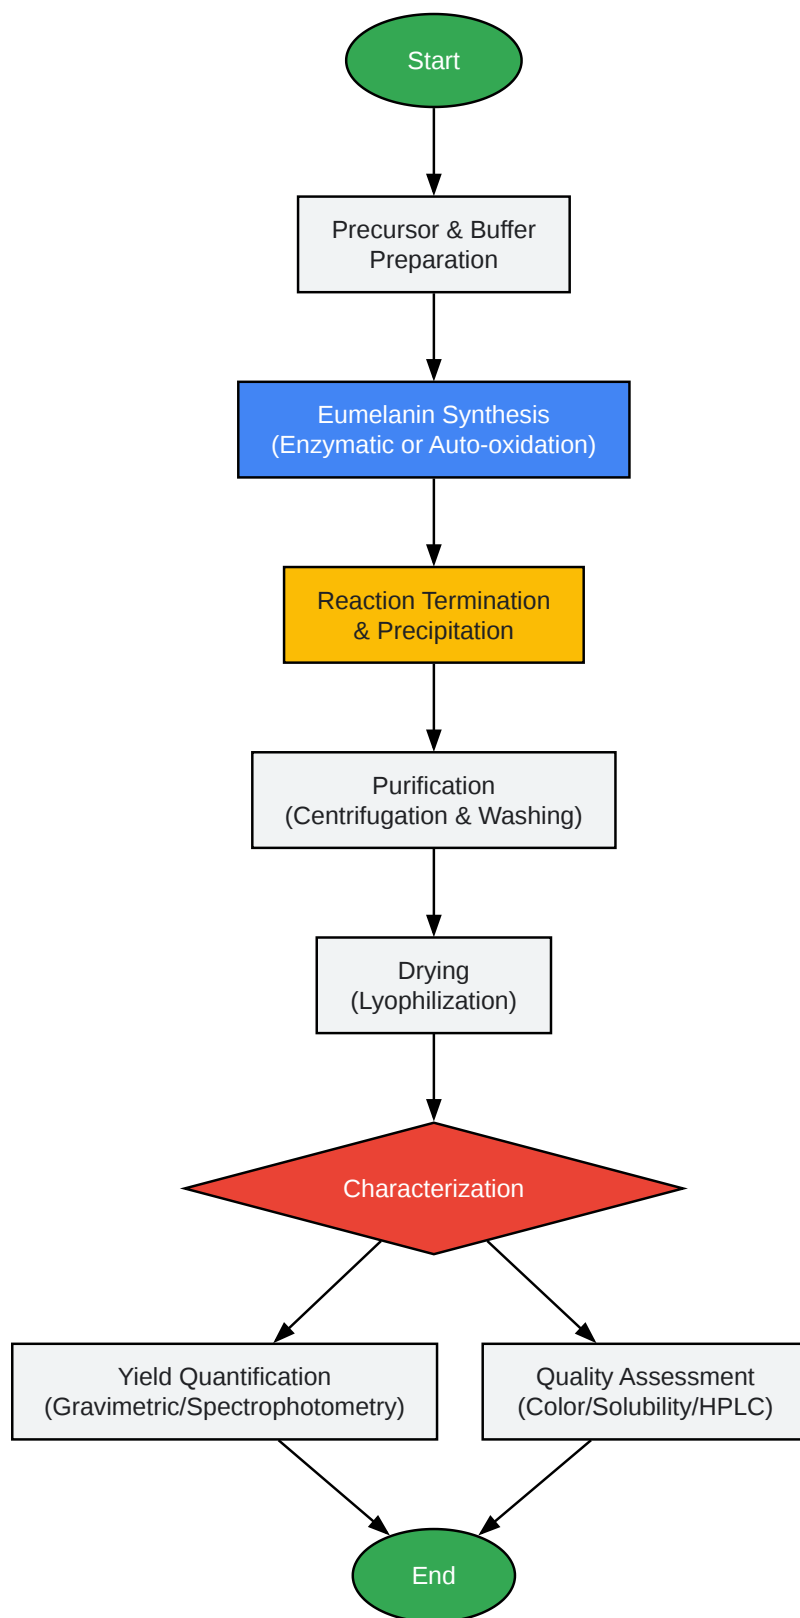 Start
Precursor & Buffer
Preparation
Eumelanin Synthesis
(Enzymatic or Auto-oxidation)
Reaction Termination
& Precipitation
Purification
(Centrifugation & Washing)
Drying
(Lyophilization)
Characterization
Yield Quantification
(Gravimetric/Spectrophotometry)
Quality Assessment
(Color/Solubility/HPLC)
End